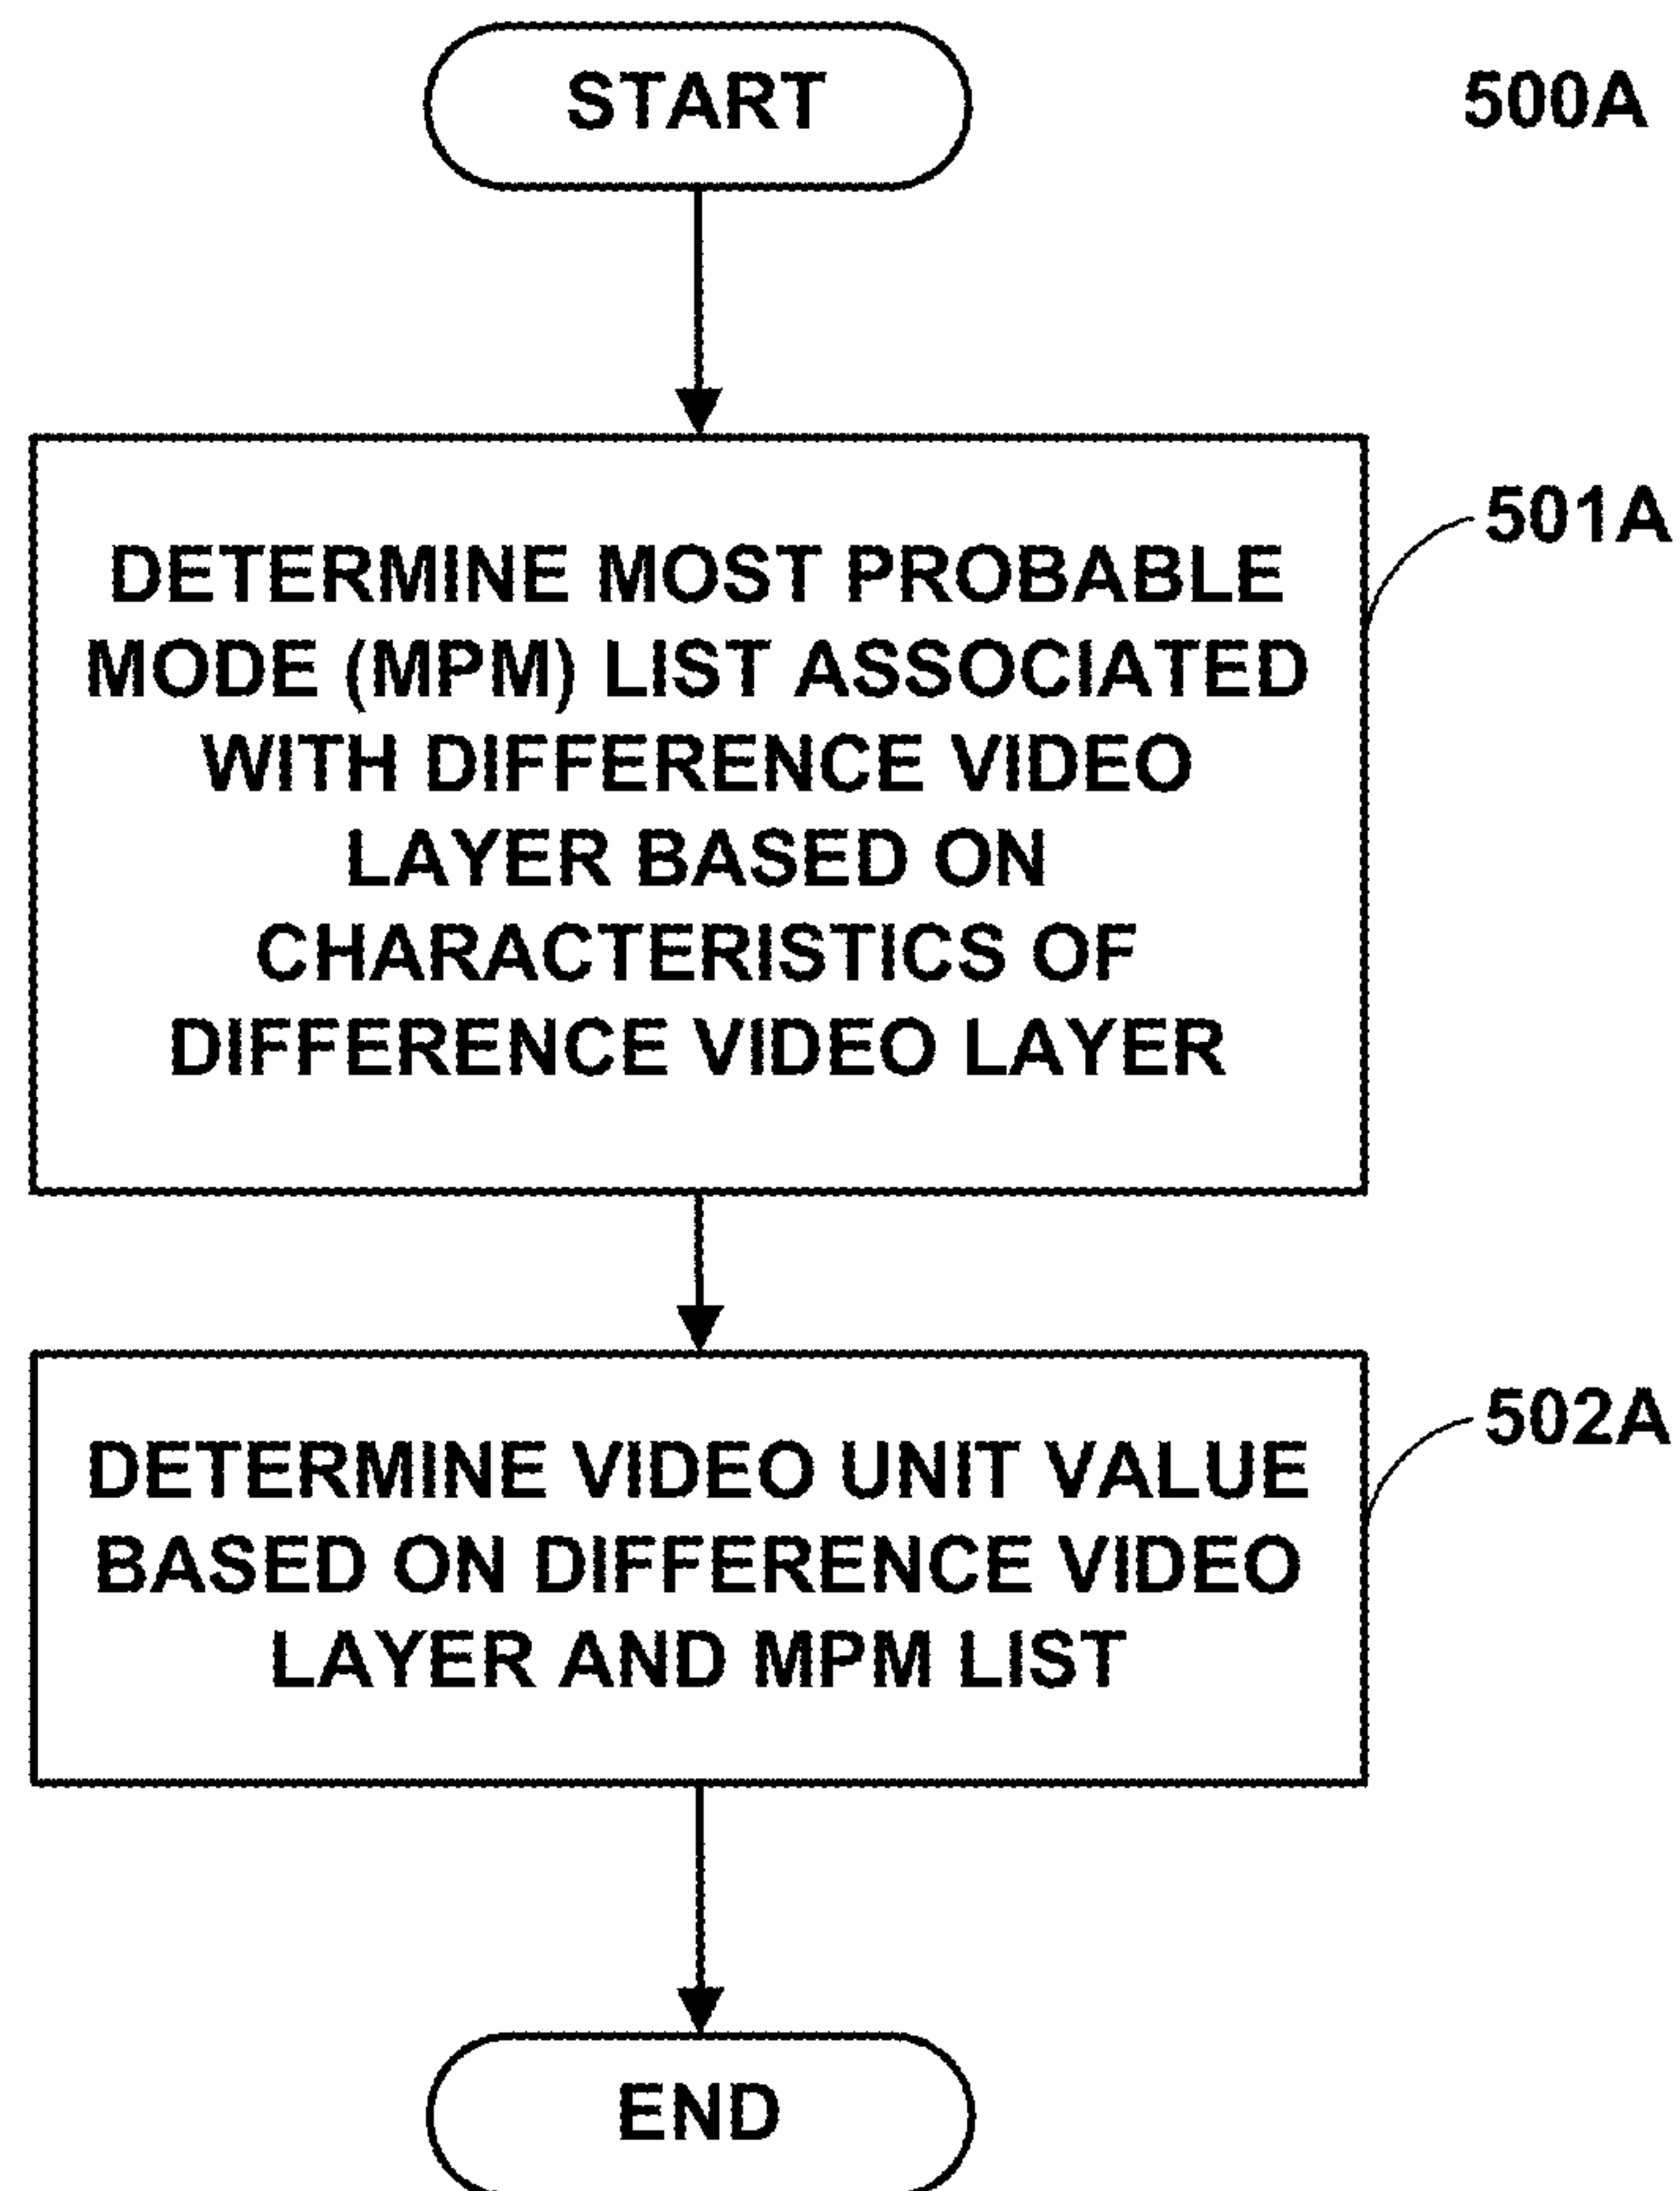 START
500A
DETERMINE MOST PROBABLE
MODE (MPM) LIST ASSOCIATED
WITH DIFFERENCE VIDEO
LAYER BASED ON
CHARACTERISTICS OF
DIFFERENCE VIDEO LAYER
501A
DETERMINE VIDEO UNIT VALUE
BASED ON DIFFERENCE VIDEO
LAYER AND MPM LIST
502A
END